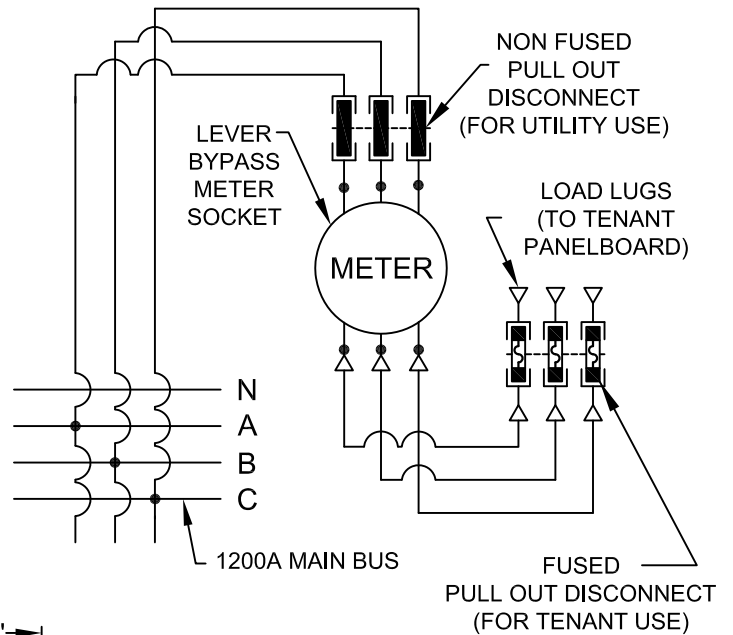 NON FUSED
PULL OUT
DISCONNECT
(FOR UTILITY USE)
LEVER
BYPASS
METER
SOCKET
LOAD LUGS
(TO TENANT
PANELBOARD)
METER
N
A
B
C
1200A MAIN BUS
FUSED
PULL OUT DISCONNECT
(FOR TENANT USE)